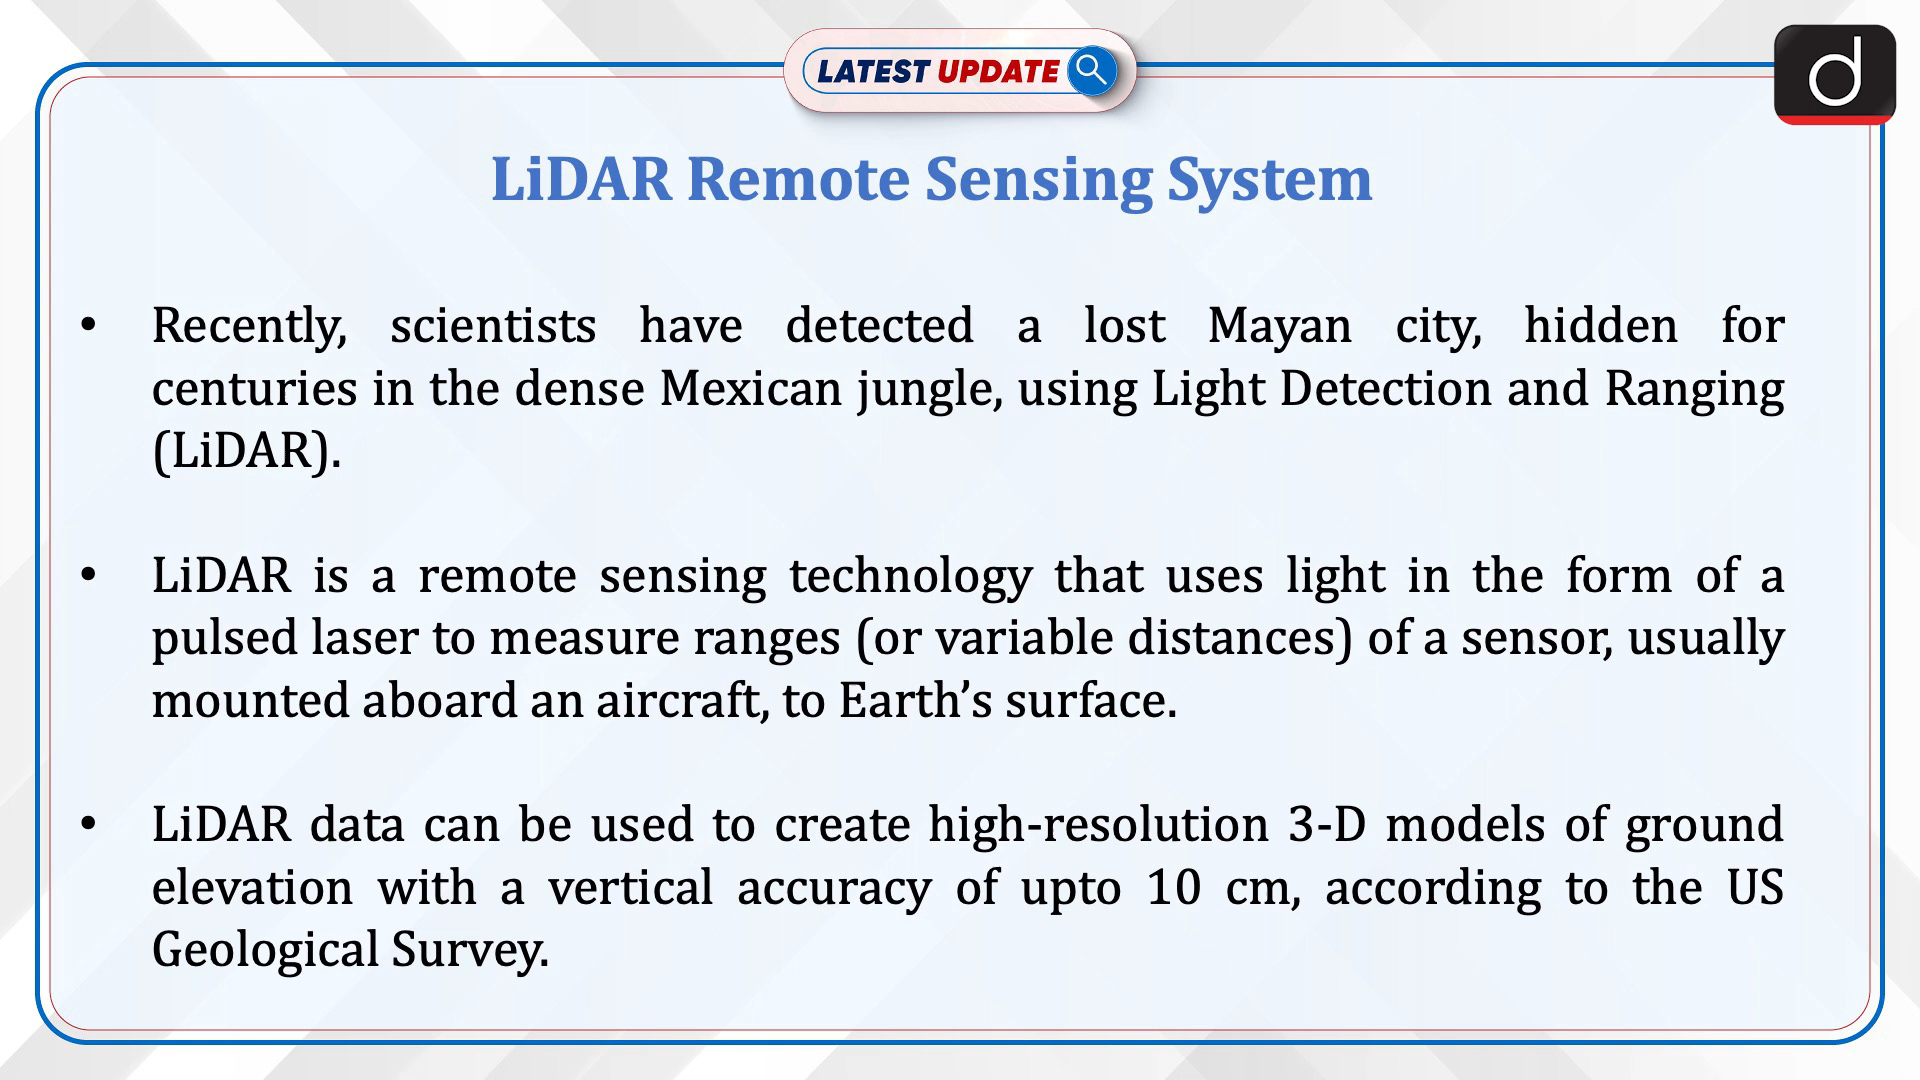 LATEST UPDATE
d
LiDAR Remote Sensing System
• Recently, scientists have detected a lost Mayan city, hidden for
centuries in the dense Mexican jungle, using Light Detection and Ranging
(LiDAR).
• LiDAR is a remote sensing technology that uses light in the form of a
pulsed laser to measure ranges (or variable distances) of a sensor, usually
mounted aboard an aircraft, to Earth’s surface.
• LiDAR data can be used to create high-resolution 3-D models of ground
elevation with a vertical accuracy of upto 10 cm, according to the US
Geological Survey.